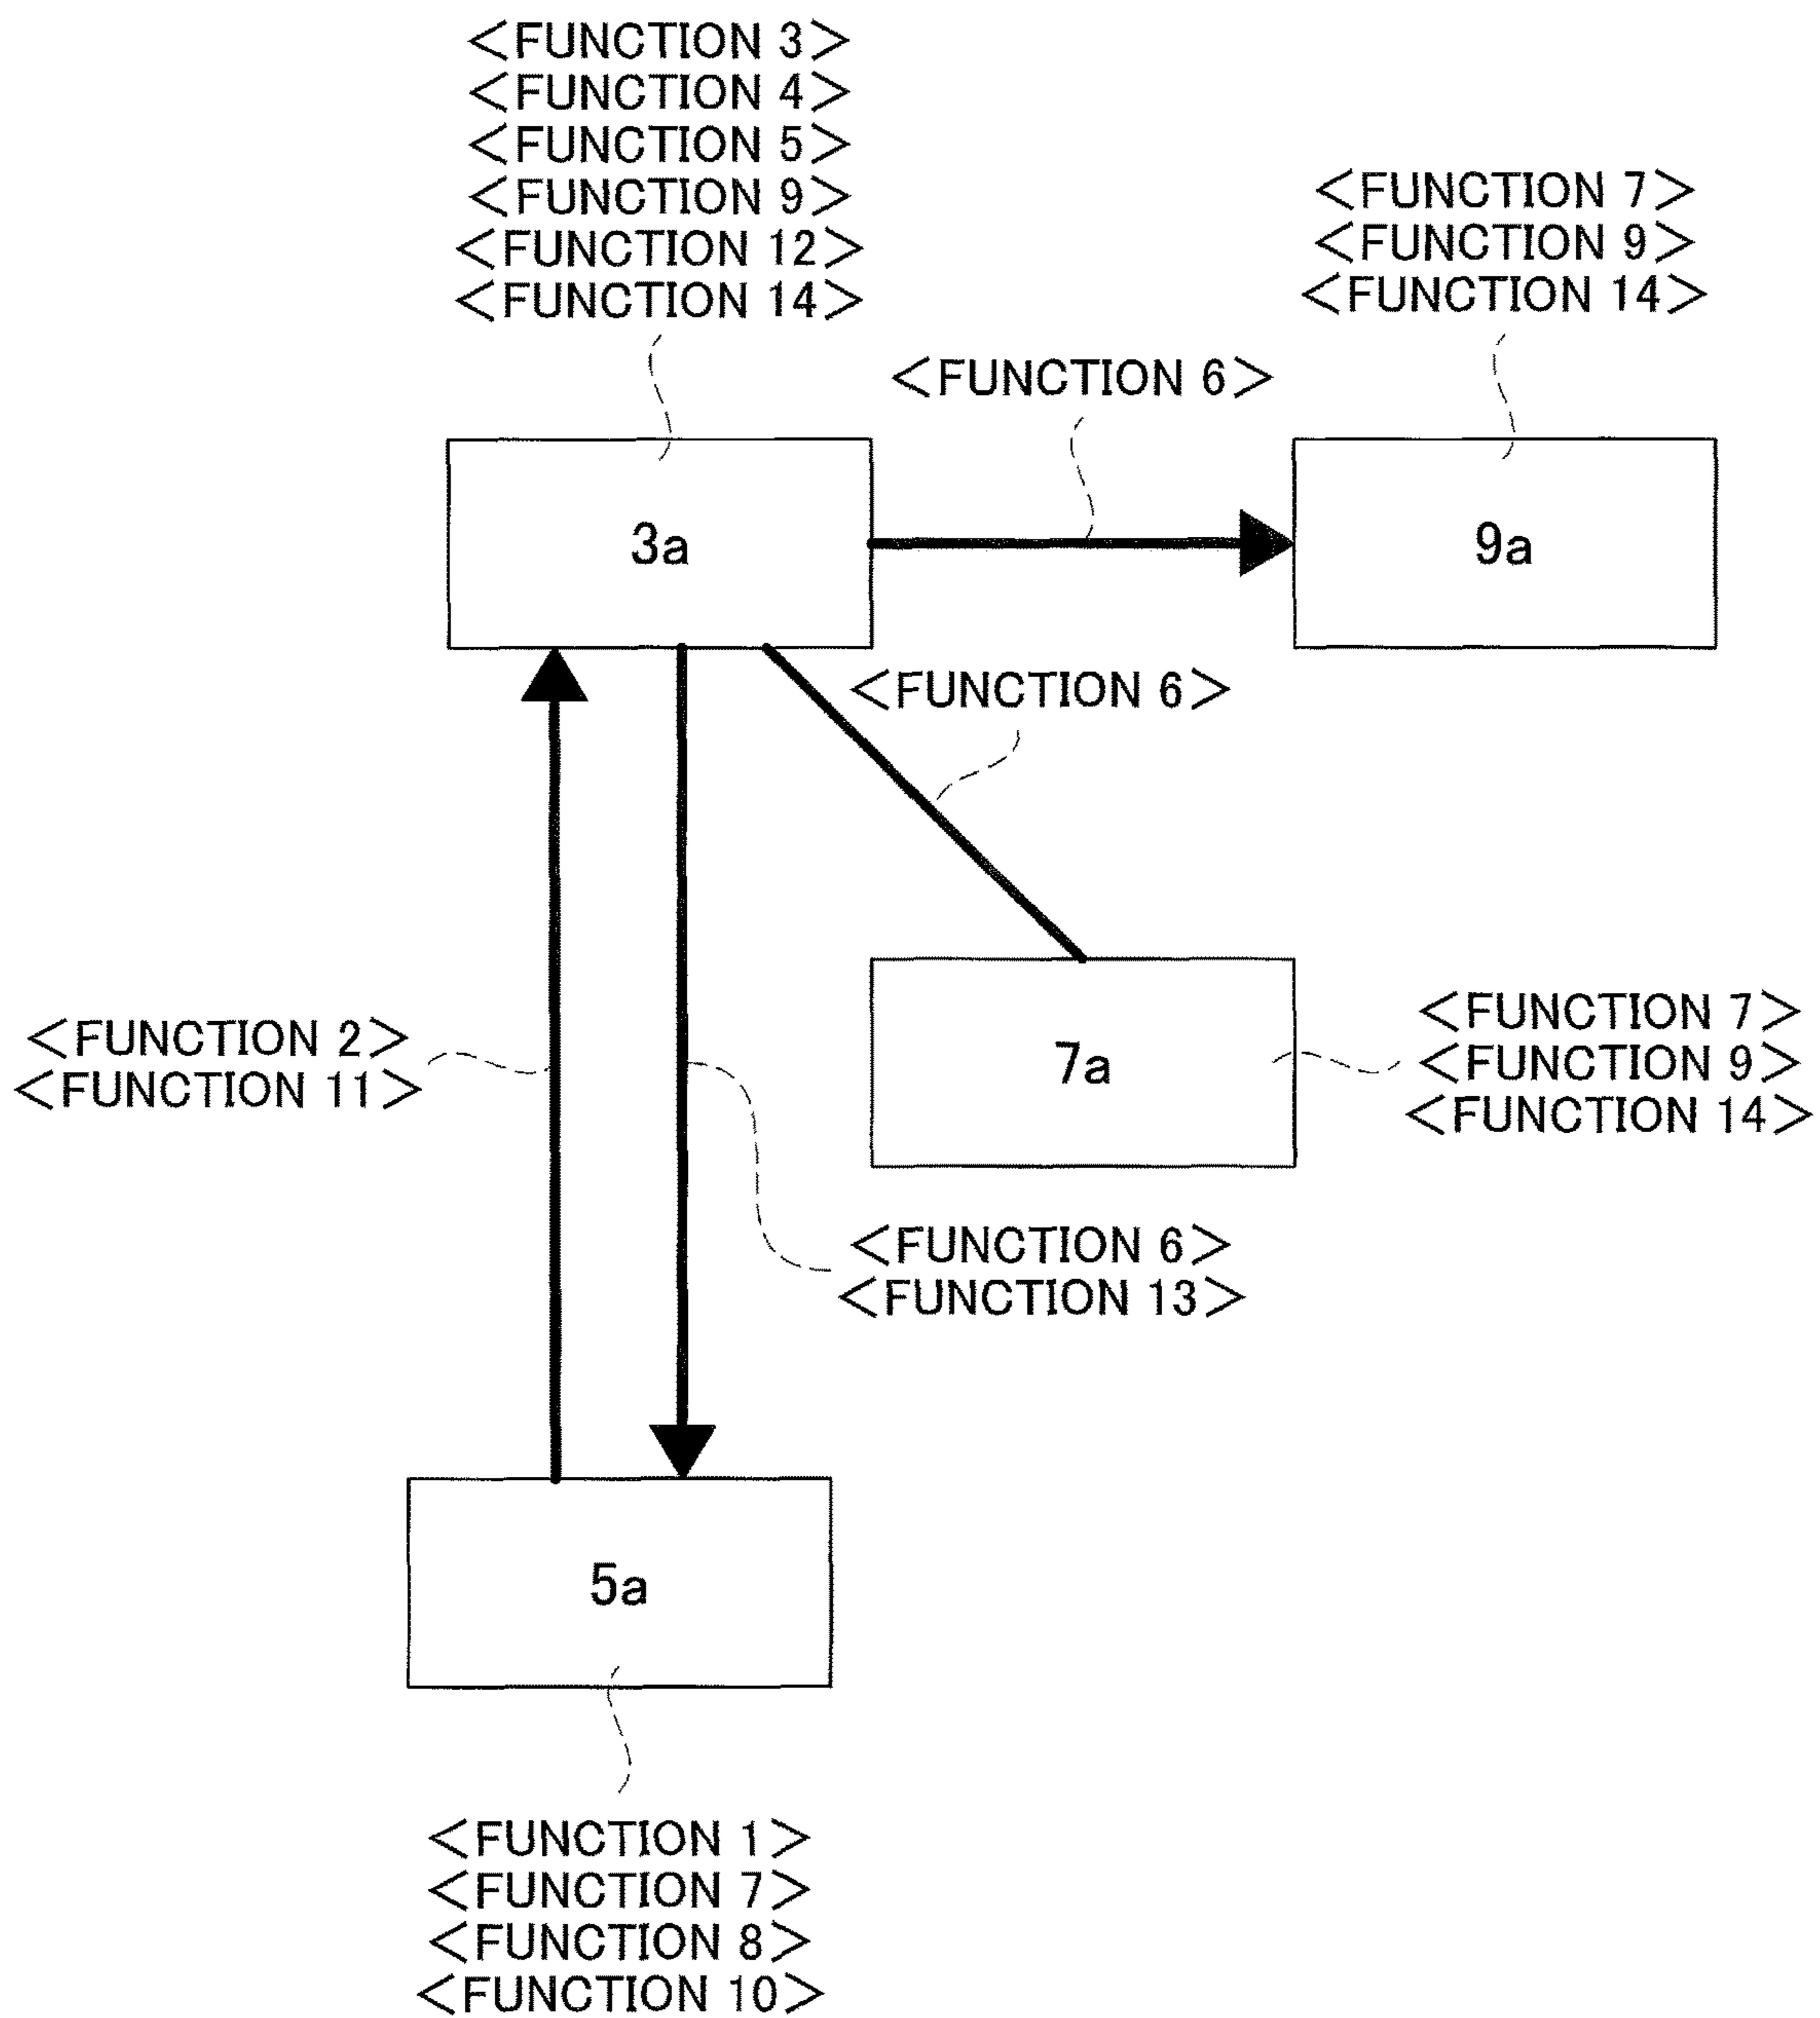 <FUNCTION 3>
<FUNCTION 4>
<FUNCTION 5>
<FUNCTION 9>
<FUNCTION 12>
<FUNCTION 14>
<FUNCTION 7>
<FUNCTION 9>
<FUNCTION 14>
<FUNCTION 6>
3a
9a
<FUNCTION 6>
<FUNCTION 2>
<FUNCTION 11>
7a
<FUNCTION 7>
<FUNCTION 9>
<FUNCTION 14>
<FUNCTION 6>
<FUNCTION 13>
5a
<FUNCTION 1>
<FUNCTION 7>
<FUNCTION 8>
<FUNCTION 10>